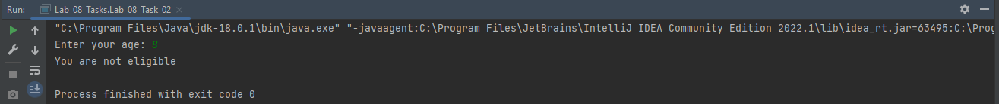 Run: Lab_08_Tasks.Lab_08_Task_02
"C:\Program Files\Java\jdk-18.0.1\bin\java.exe" "-javaagent:C:\Program Files\JetBrains\IntelliJ IDEA Community Edition 2022.1\lib\idea_rt.jar=63495:C:\Prog
Enter your age: 8
You are not eligible
Process finished with exit code 0